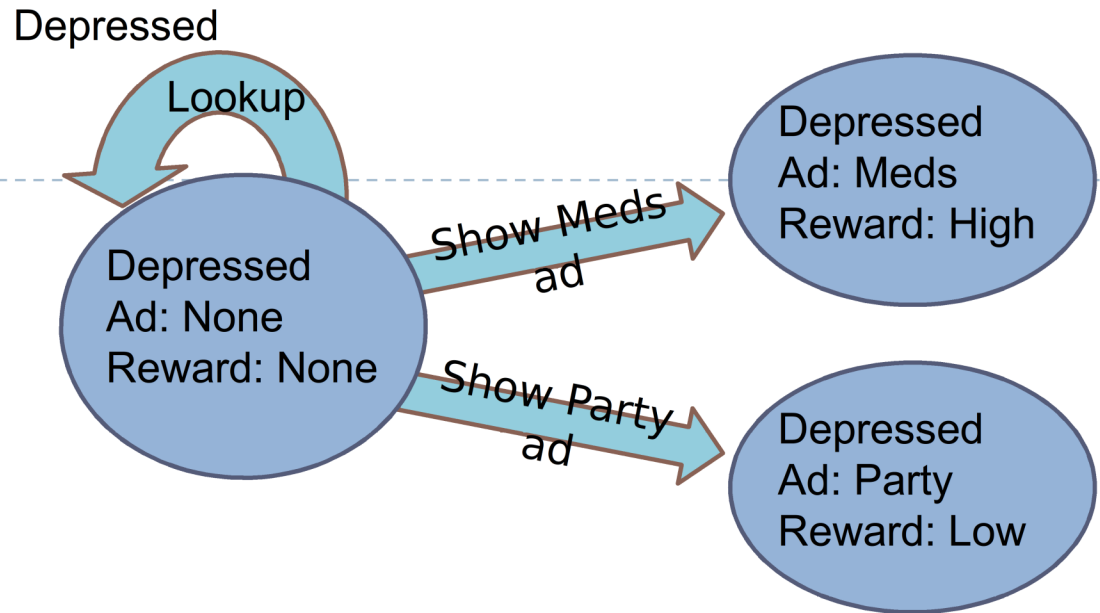 Depressed
Lookup
Depressed
Ad: None
Reward: None
Show Meds
ad
Show Party
ad
Depressed
Ad: Meds
Reward: High
Depressed
Ad: Party
Reward: Low